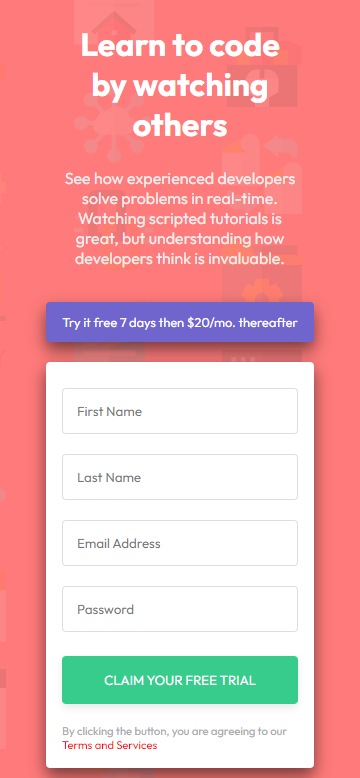 Learn to code
by watching
others
See how experienced developers
solve problems in real-time.
Watching scripted tutorials is
great, but understanding how
developers think is invaluable.
Try it free 7 days then $20/mo. thereafter
First Name
Last Name
Email Address
Password
CLAIM YOUR FREE TRIAL
By clicking the button, you are agreeing to our
Terms and Services